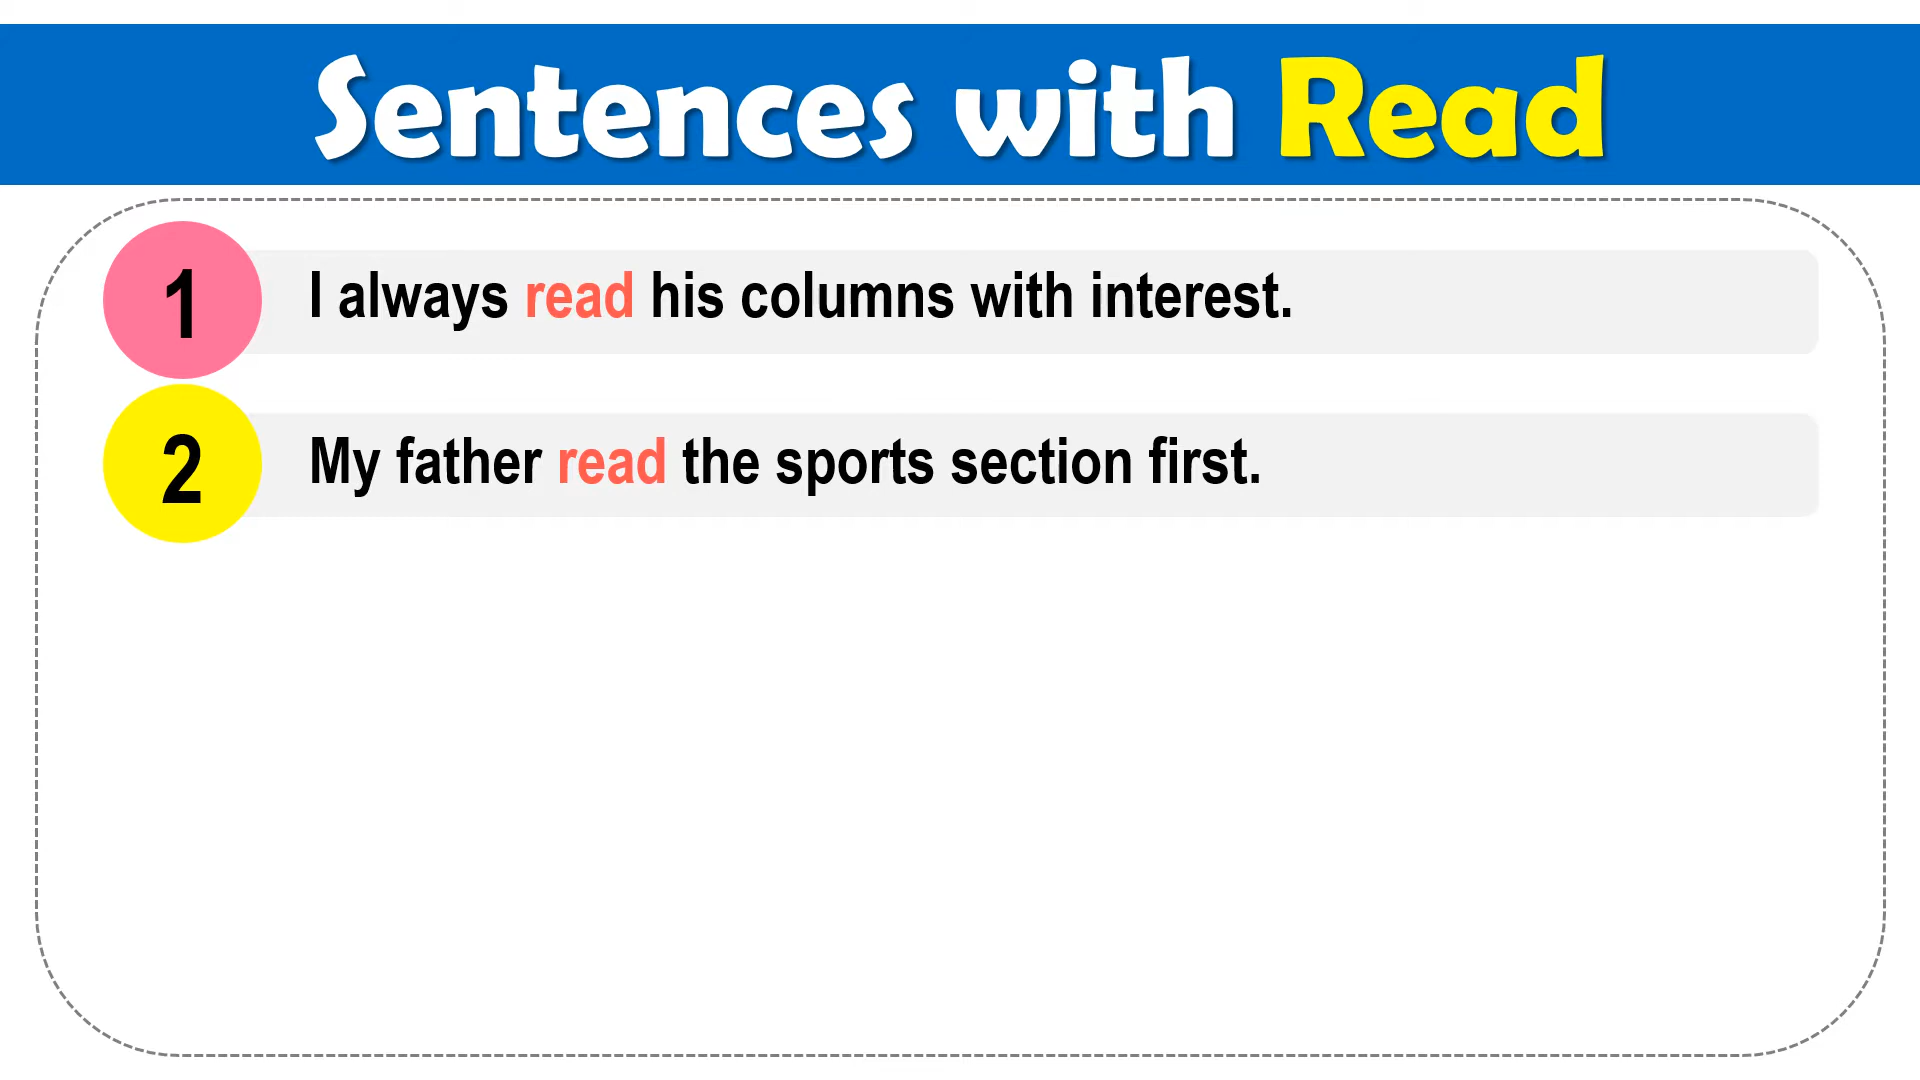 Sentences with Read
1 I always read his columns with interest.
2 My father read the sports section first.